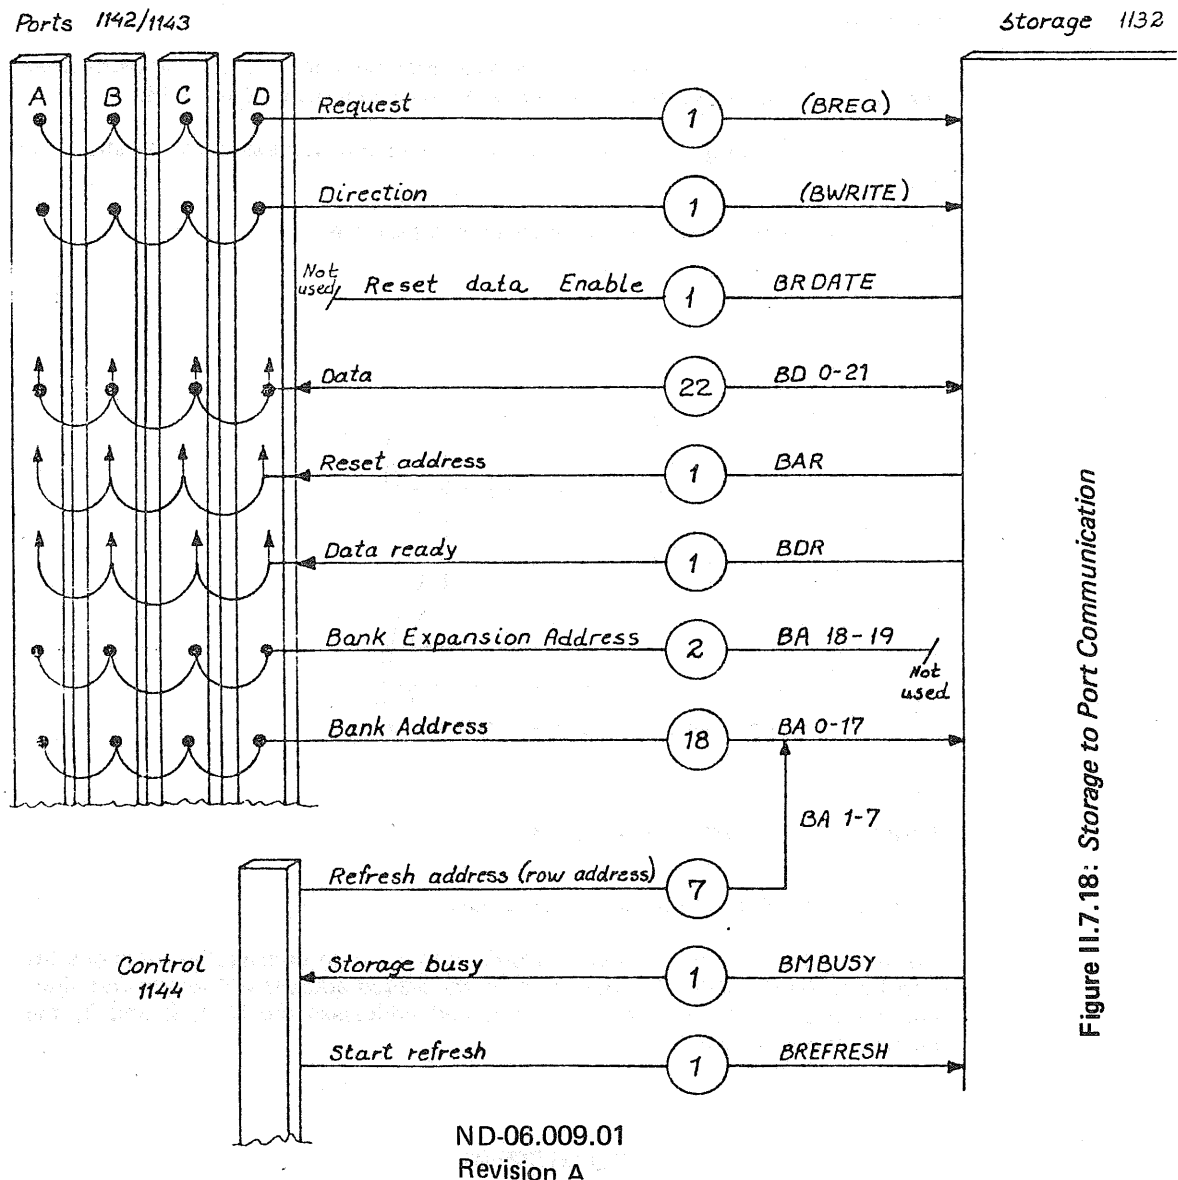 Ports 1142/1143
Storage 1132
A B C D
Request 1 (BREQ)
Direction 1 (BWRITE)
Not used Reset data Enable 1 BRDATE
Data 22 BD 0-21
Reset address 1 BAR
Data ready 1 BDR
Bank Expansion Address 2 BA 18-19
Not used
Bank Address 18 BA 0-17
BA 1-7
Refresh address (row address) 7
Control 1144
Storage busy 1 BMBUSY
Start refresh 1 BREFRESH
Figure II.7.18: Storage to Port Communication
ND-06.009.01
Revision A